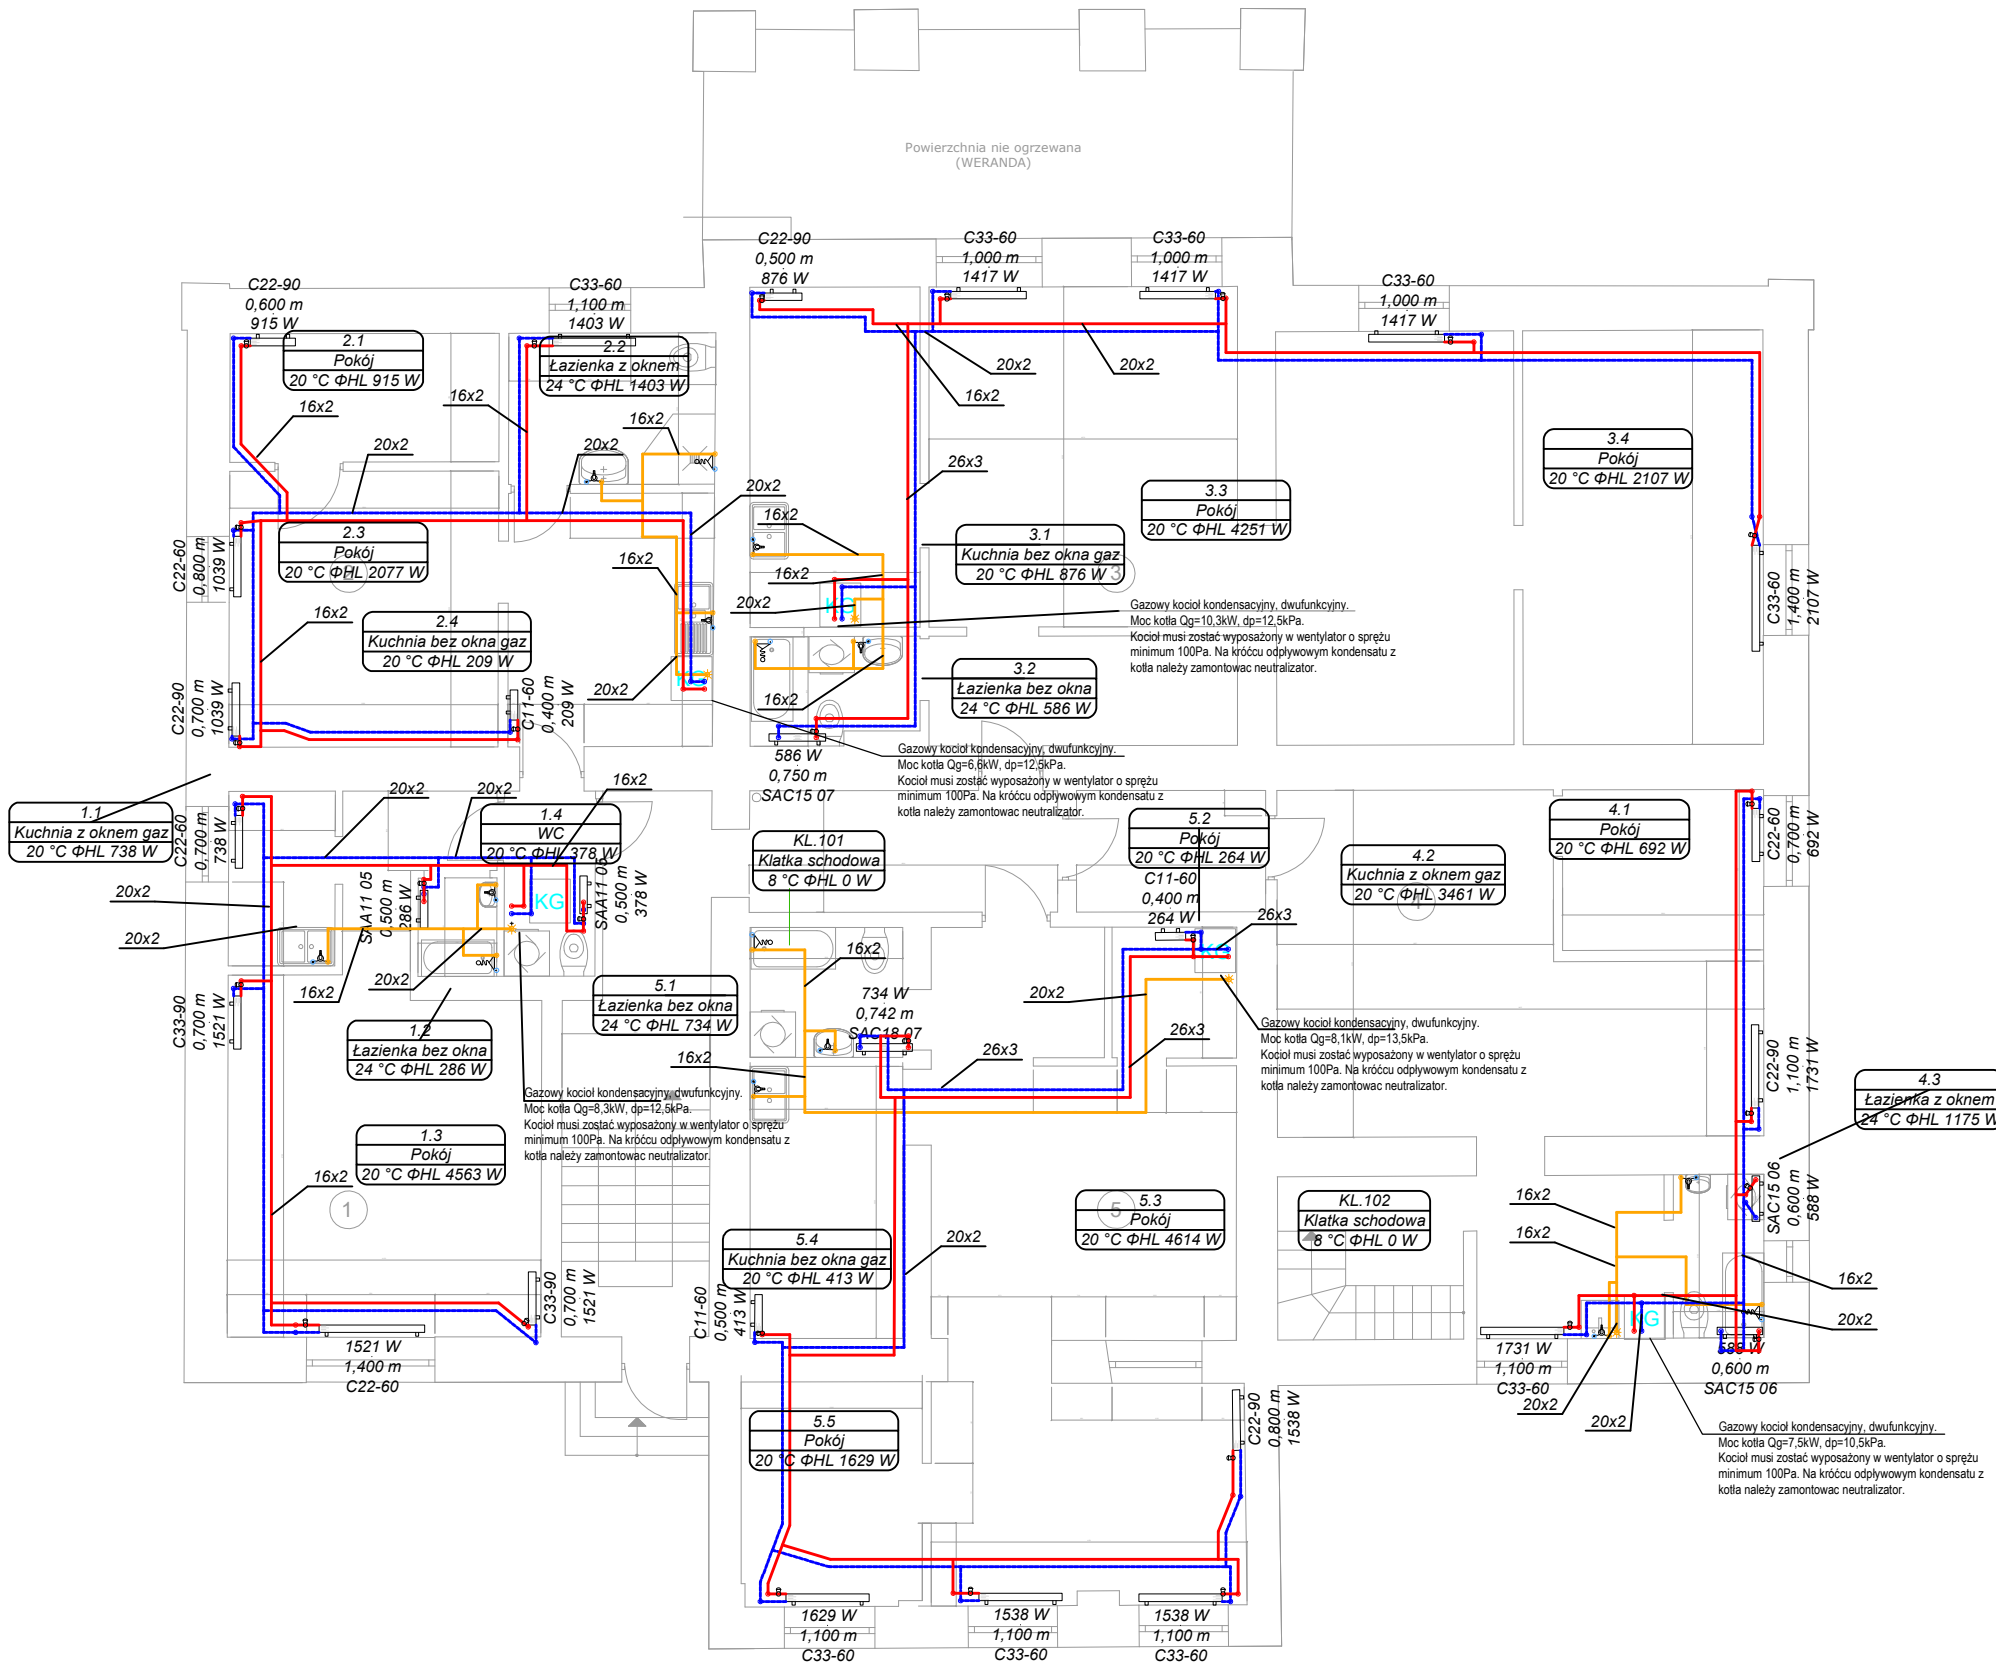 Powierzchnia nie ogrzewana
(WERANDA)
C22-90
0,500 m
876 W
C33-60
1,000 m
1417 W
C33-60
1,000 m
1417 W
C33-60
1,000 m
1417 W
C22-90
0,600 m
915 W
C33-60
1,100 m
1403 W
2.1
Pokój
20 °C ΦHL 915 W
2.2
Łazienka z oknem
24 °C ΦHL 1403 W
16x2
16x2
16x2
20x2
20x2
20x2
16x2
20x2
26x3
20x2
16x2
3.4
Pokój
20 °C ΦHL 2107 W
3.3
Pokój
20 °C ΦHL 4251 W
3
3.1
Kuchnia bez okna gaz
20 °C ΦHL 876 W
2
2.3
Pokój
20 °C ΦHL 2077 W
C22-60
0,800 m
1039 W
16x2
16x2
16x2
20x2
KG
C33-60
1,400 m
2107 W
Gazowy kocioł kondensacyjny, dwufunkcyjny.
Moc kotła Qg=10,3kW, dp=12,5kPa.
Kocioł musi zostać wyposażony w wentylator o sprężu
minimum 100Pa. Na króćcu odpływowym kondensatu z
kotła należy zamontowac neutralizator.
2.4
Kuchnia bez okna gaz
20 °C ΦHL 209 W
3.2
Łazienka bez okna
24 °C ΦHL 586 W
C22-90
0,700 m
1039 W
C11-60
0,400 m
209 W
20x2
KG
16x2
586 W
0,750 m
SAC15 07
Gazowy kocioł kondensacyjny, dwufunkcyjny.
Moc kotła Qg=6,6kW, dp=12,5kPa.
Kocioł musi zostać wyposażony w wentylator o sprężu
minimum 100Pa. Na króćcu odpływowym kondensatu z
kotła należy zamontowac neutralizator.
1.1
Kuchnia z oknem gaz
20 °C ΦHL 738 W
C22-60
0,700 m
738 W
20x2
20x2
16x2
1.4
WC
20 °C ΦHL 378 W
KL.101
Klatka schodowa
8 °C ΦHL 0 W
5.2
Pokój
20 °C ΦHL 264 W
C11-60
0,400 m
264 W
4
4.2
Kuchnia z oknem gaz
20 °C ΦHL 3461 W
4.1
Pokój
20 °C ΦHL 692 W
C22-60
0,700 m
692 W
20x2
20x2
SAA11 05
0,500 m
286 W
KG
SAA11 05
0,500 m
378 W
26x3
KG
16x2
20x2
16x2
C33-90
0,700 m
1521 W
5.1
Łazienka bez okna
24 °C ΦHL 734 W
734 W
0,742 m
SAC18 07
20x2
26x3
26x3
16x2
1.2
Łazienka bez okna
24 °C ΦHL 286 W
Gazowy kocioł kondensacyjny, dwufunkcyjny.
Moc kotła Qg=8,1kW, dp=13,5kPa.
Kocioł musi zostać wyposażony w wentylator o sprężu
minimum 100Pa. Na króćcu odpływowym kondensatu z
kotła należy zamontowac neutralizator.
C22-90
1,100 m
1731 W
4.3
Łazienka z oknem
24 °C ΦHL 1175 W
Gazowy kocioł kondensacyjny, dwufunkcyjny.
Moc kotła Qg=8,3kW, dp=12,5kPa.
Kocioł musi zostać wyposażony w wentylator o sprężu
minimum 100Pa. Na króćcu odpływowym kondensatu z
kotła należy zamontowac neutralizator.
1.3
Pokój
20 °C ΦHL 4563 W
16x2
1
5
5.3
Pokój
20 °C ΦHL 4614 W
KL.102
Klatka schodowa
8 °C ΦHL 0 W
16x2
16x2
SAC15 06
0,600 m
588 W
5.4
Kuchnia bez okna gaz
20 °C ΦHL 413 W
20x2
16x2
20x2
C33-90
0,700 m
1521 W
C11-60
0,500 m
413 W
KG
1521 W
1,400 m
C22-60
1731 W
1,100 m
C33-60
588 W
0,600 m
SAC15 06
20x2
20x2
5.5
Pokój
20 °C ΦHL 1629 W
C22-90
0,800 m
1538 W
Gazowy kocioł kondensacyjny, dwufunkcyjny.
Moc kotła Qg=7,5kW, dp=10,5kPa.
Kocioł musi zostać wyposażony w wentylator o sprężu
minimum 100Pa. Na króćcu odpływowym kondensatu z
kotła należy zamontowac neutralizator.
1629 W
1,100 m
C33-60
1538 W
1,100 m
C33-60
1538 W
1,100 m
C33-60